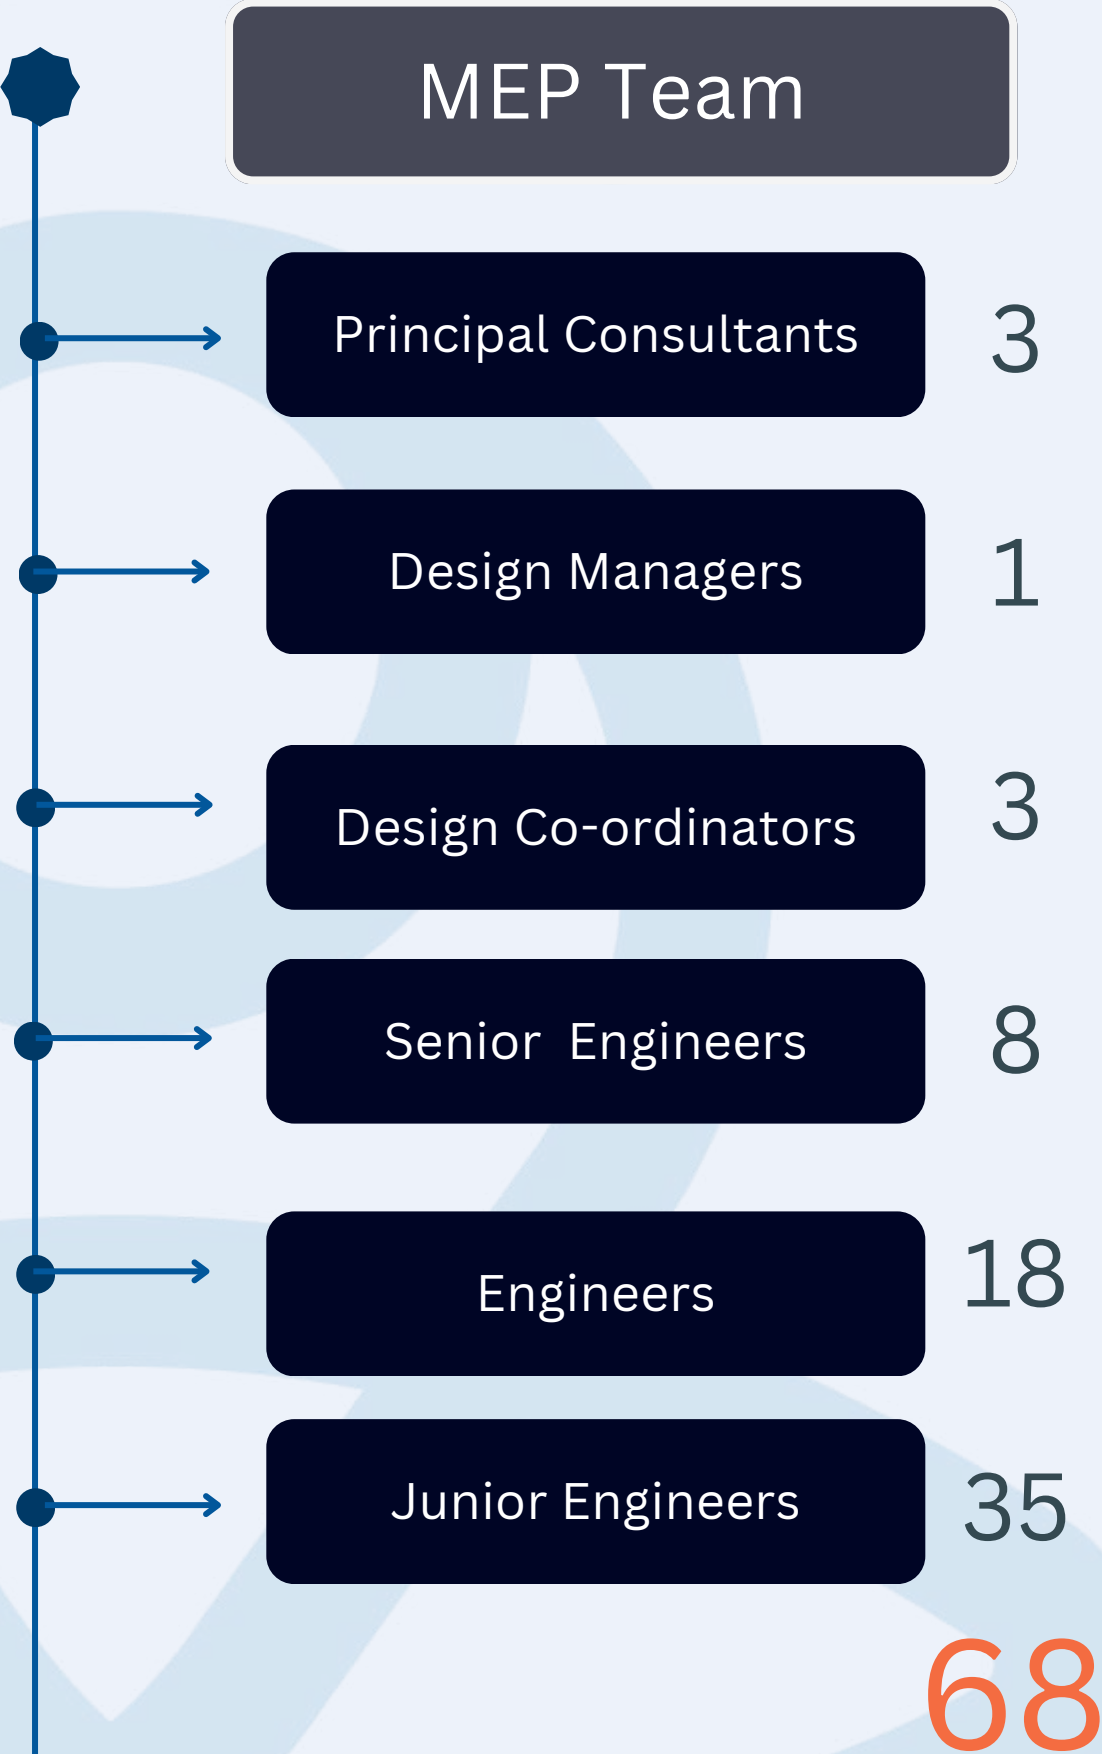 MEP Team
Principal Consultants 3
Design Managers 1
Design Co-ordinators 3
Senior  Engineers 8
Engineers 18
Junior Engineers 35
68